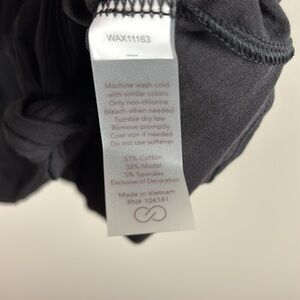 WAX11163
Machine wash cold
with similar colors
Only non-chlorine
bleach when needed
Tumble dry low
Remove promptly
Cool iron if needed
Do not use softener
57% Cotton
38% Modal
5% Spandex
Exclusive of Decoration
Made in Vietnam
RN# 104141